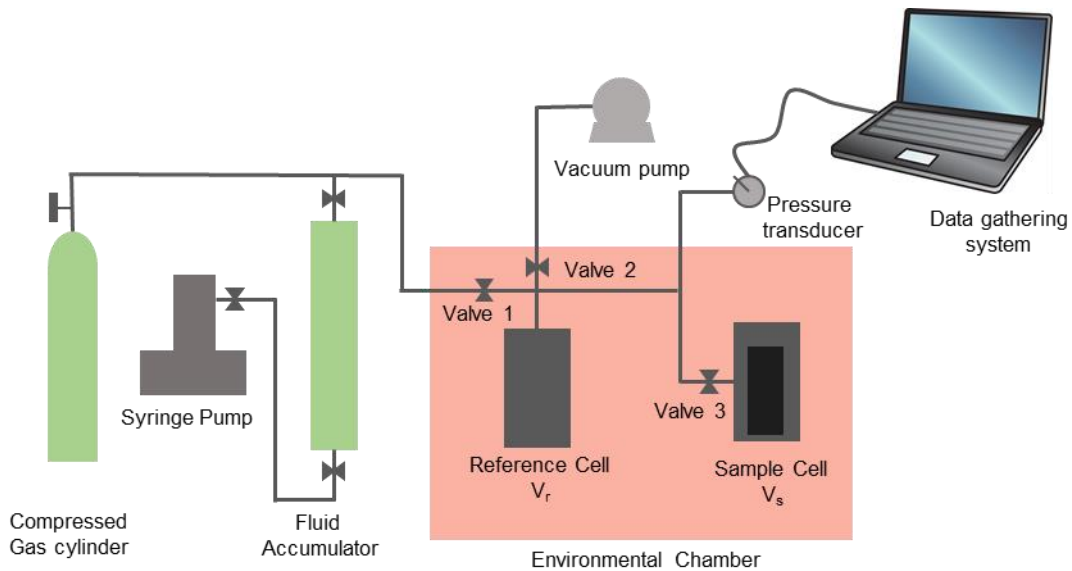 Vacuum pump
Pressure
transducer
Data gathering
system
Valve 2
Valve 1
Syringe Pump
Valve 3
Reference Cell
Vr
Sample Cell
Vs
Compressed
Gas cylinder
Fluid
Accumulator
Environmental Chamber